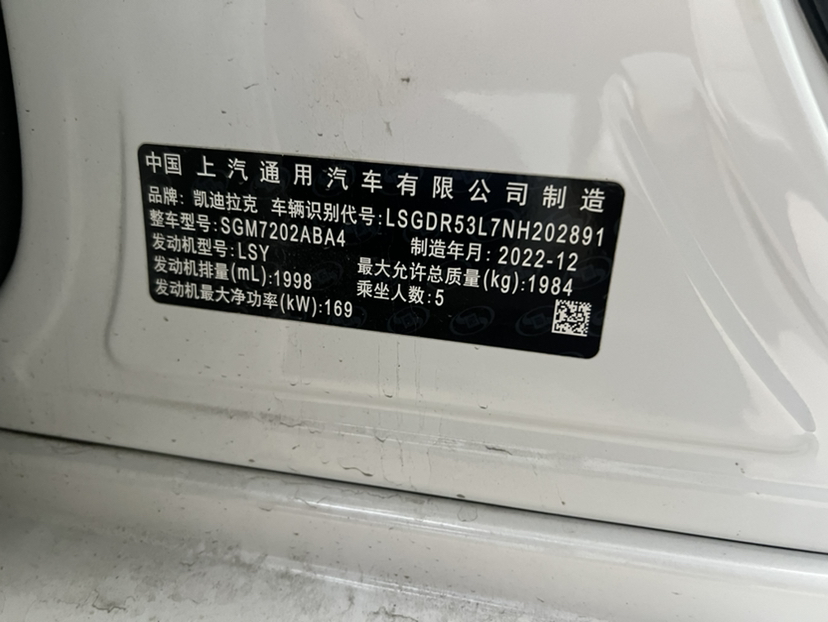 中国 上汽通用汽车有限公司制造
品牌: 凯迪拉克 车辆识别代号:LSGDR53L7NH202891
整车型号:SGM7202ABA4 制造年月: 2022-12
发动机型号:LSY 最大允许总质量(kg):1984
发动机排量(mL):1998 乘坐人数:5
发动机最大净功率(kW):169